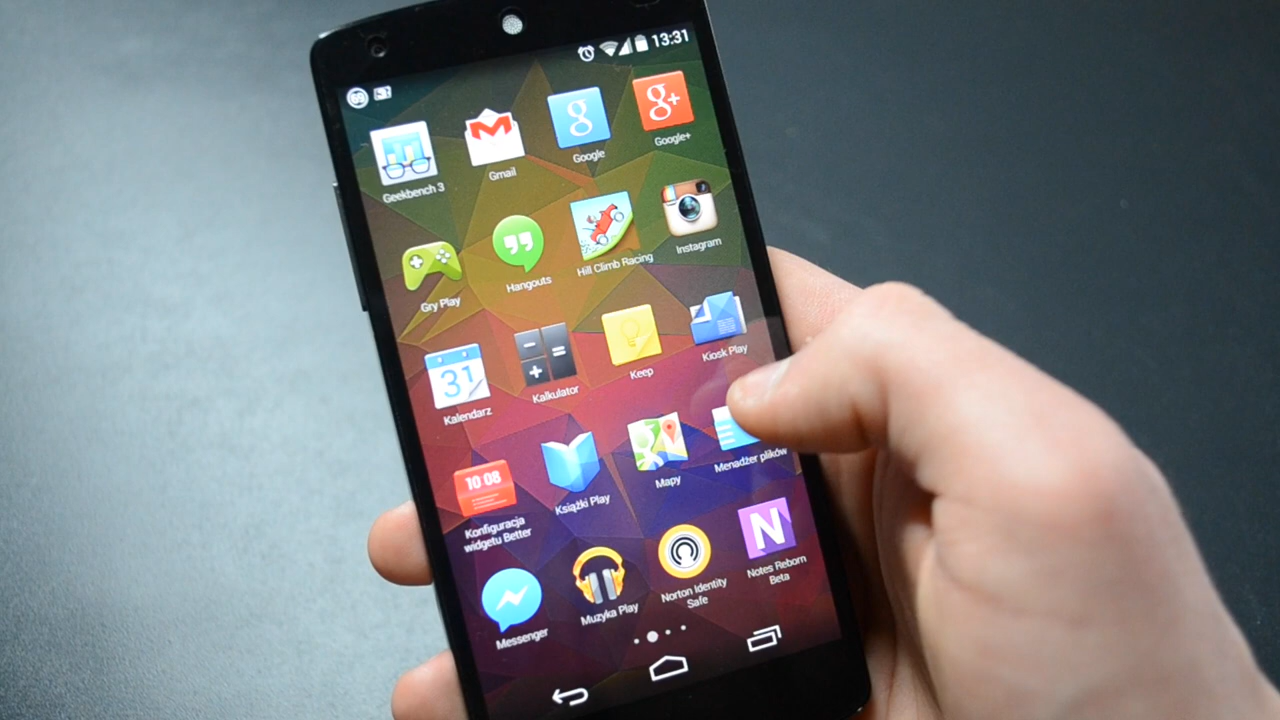 69
13:31
Geekbench 3
Gmail
g
Google
g+
Google+
Gry Play
Hangouts
Hill Climb Racing
Instagram
31
Kalendarz
Kalkulator
Keep
Kiosk Play
10 08
Konfiguracja
widgetu Better
Książki Play
Mapy
Menadżer plików
Messenger
Muzyka Play
Norton Identity
Safe
N
Notes Reborn
Beta